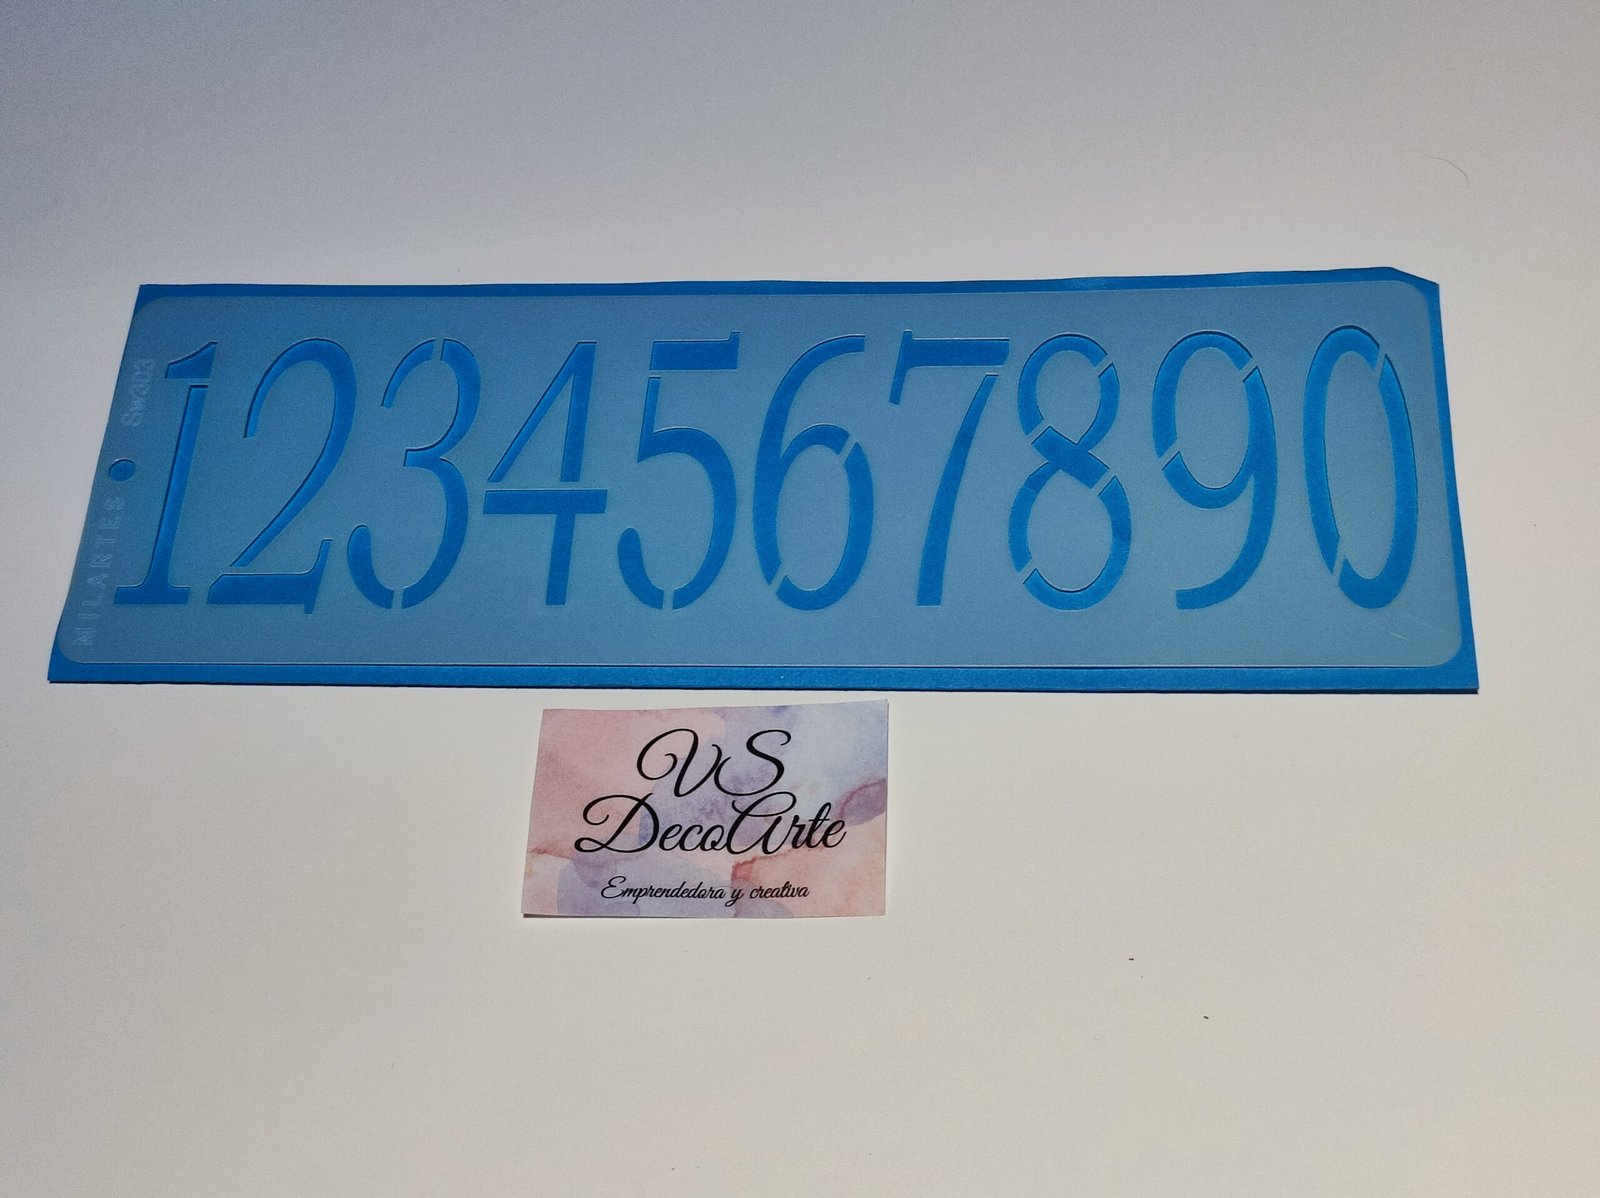 1234567890
MILARTES Sw303
VS
DecoArte
Emprendedora y creativa